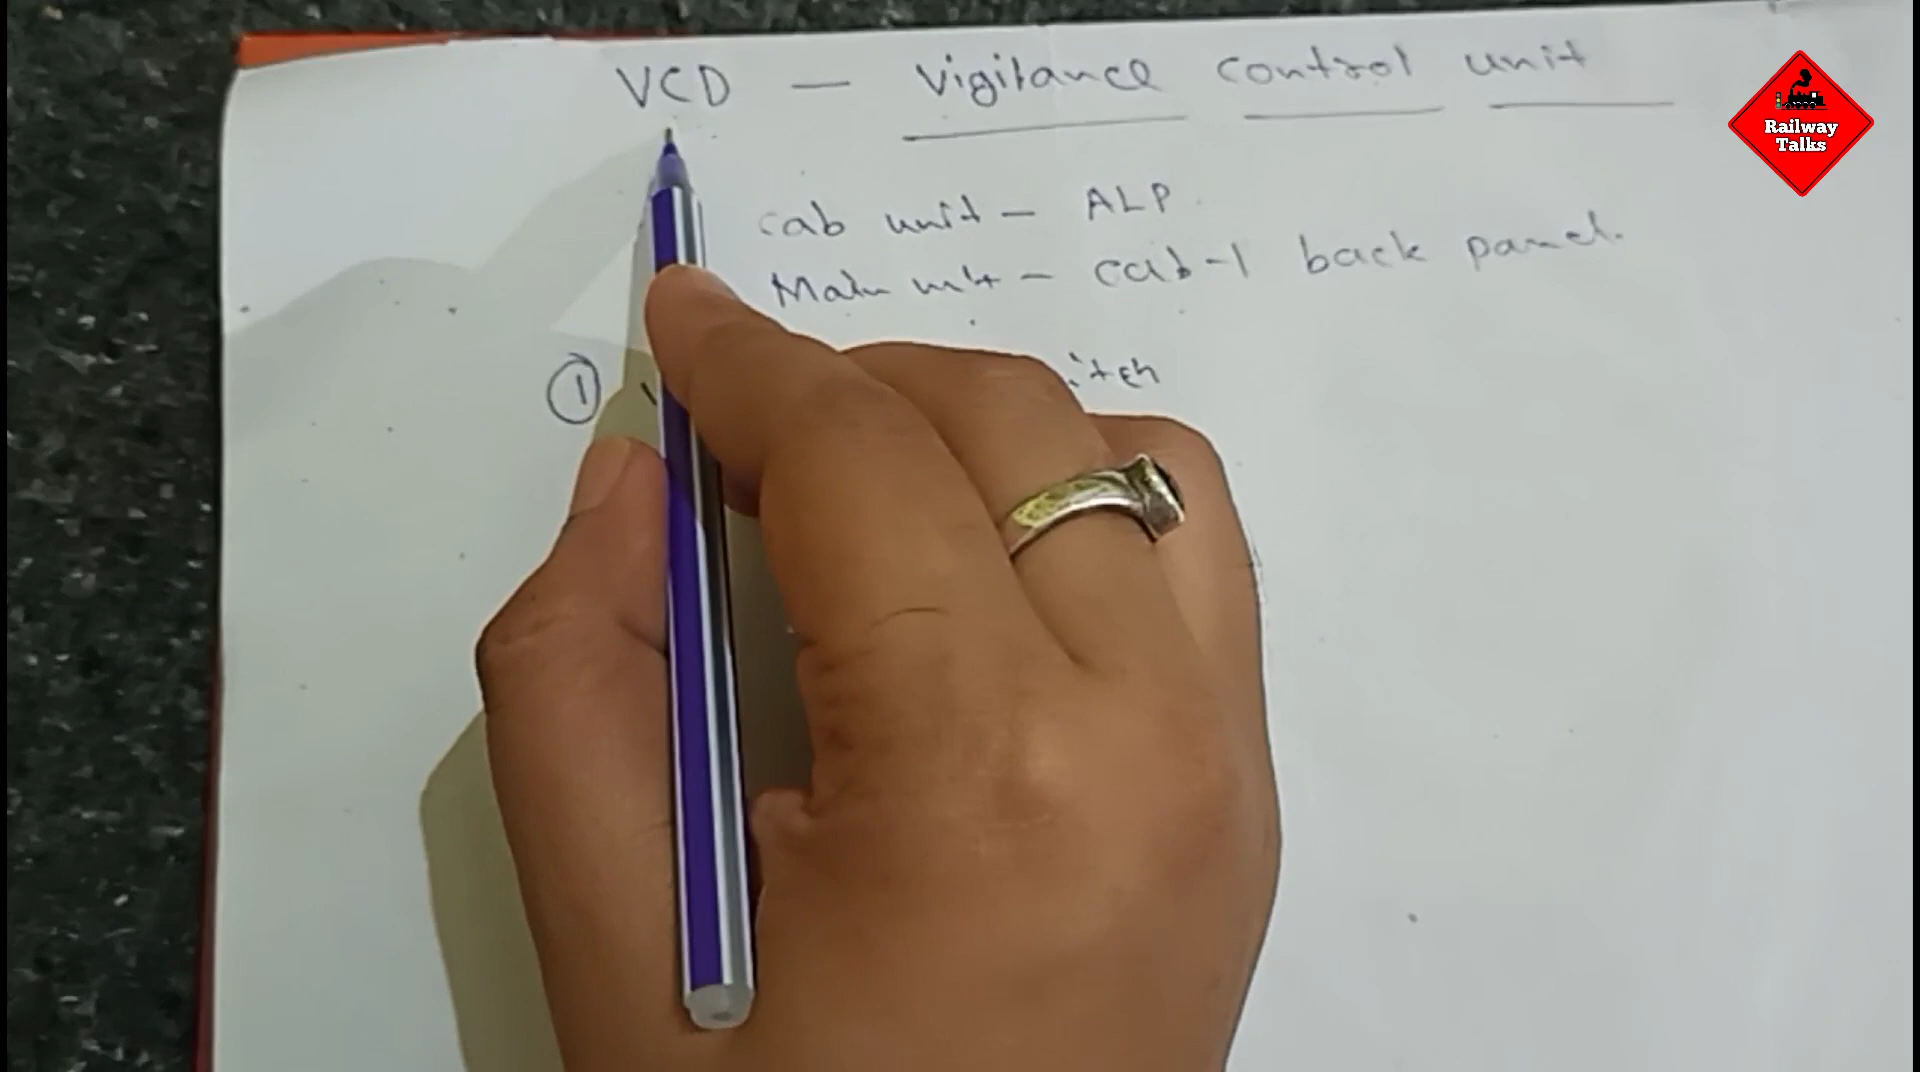 VCD — Vigilance control unit
Railway
Talks
cab unit — ALP
Main unit — cab-1 back panel.
①